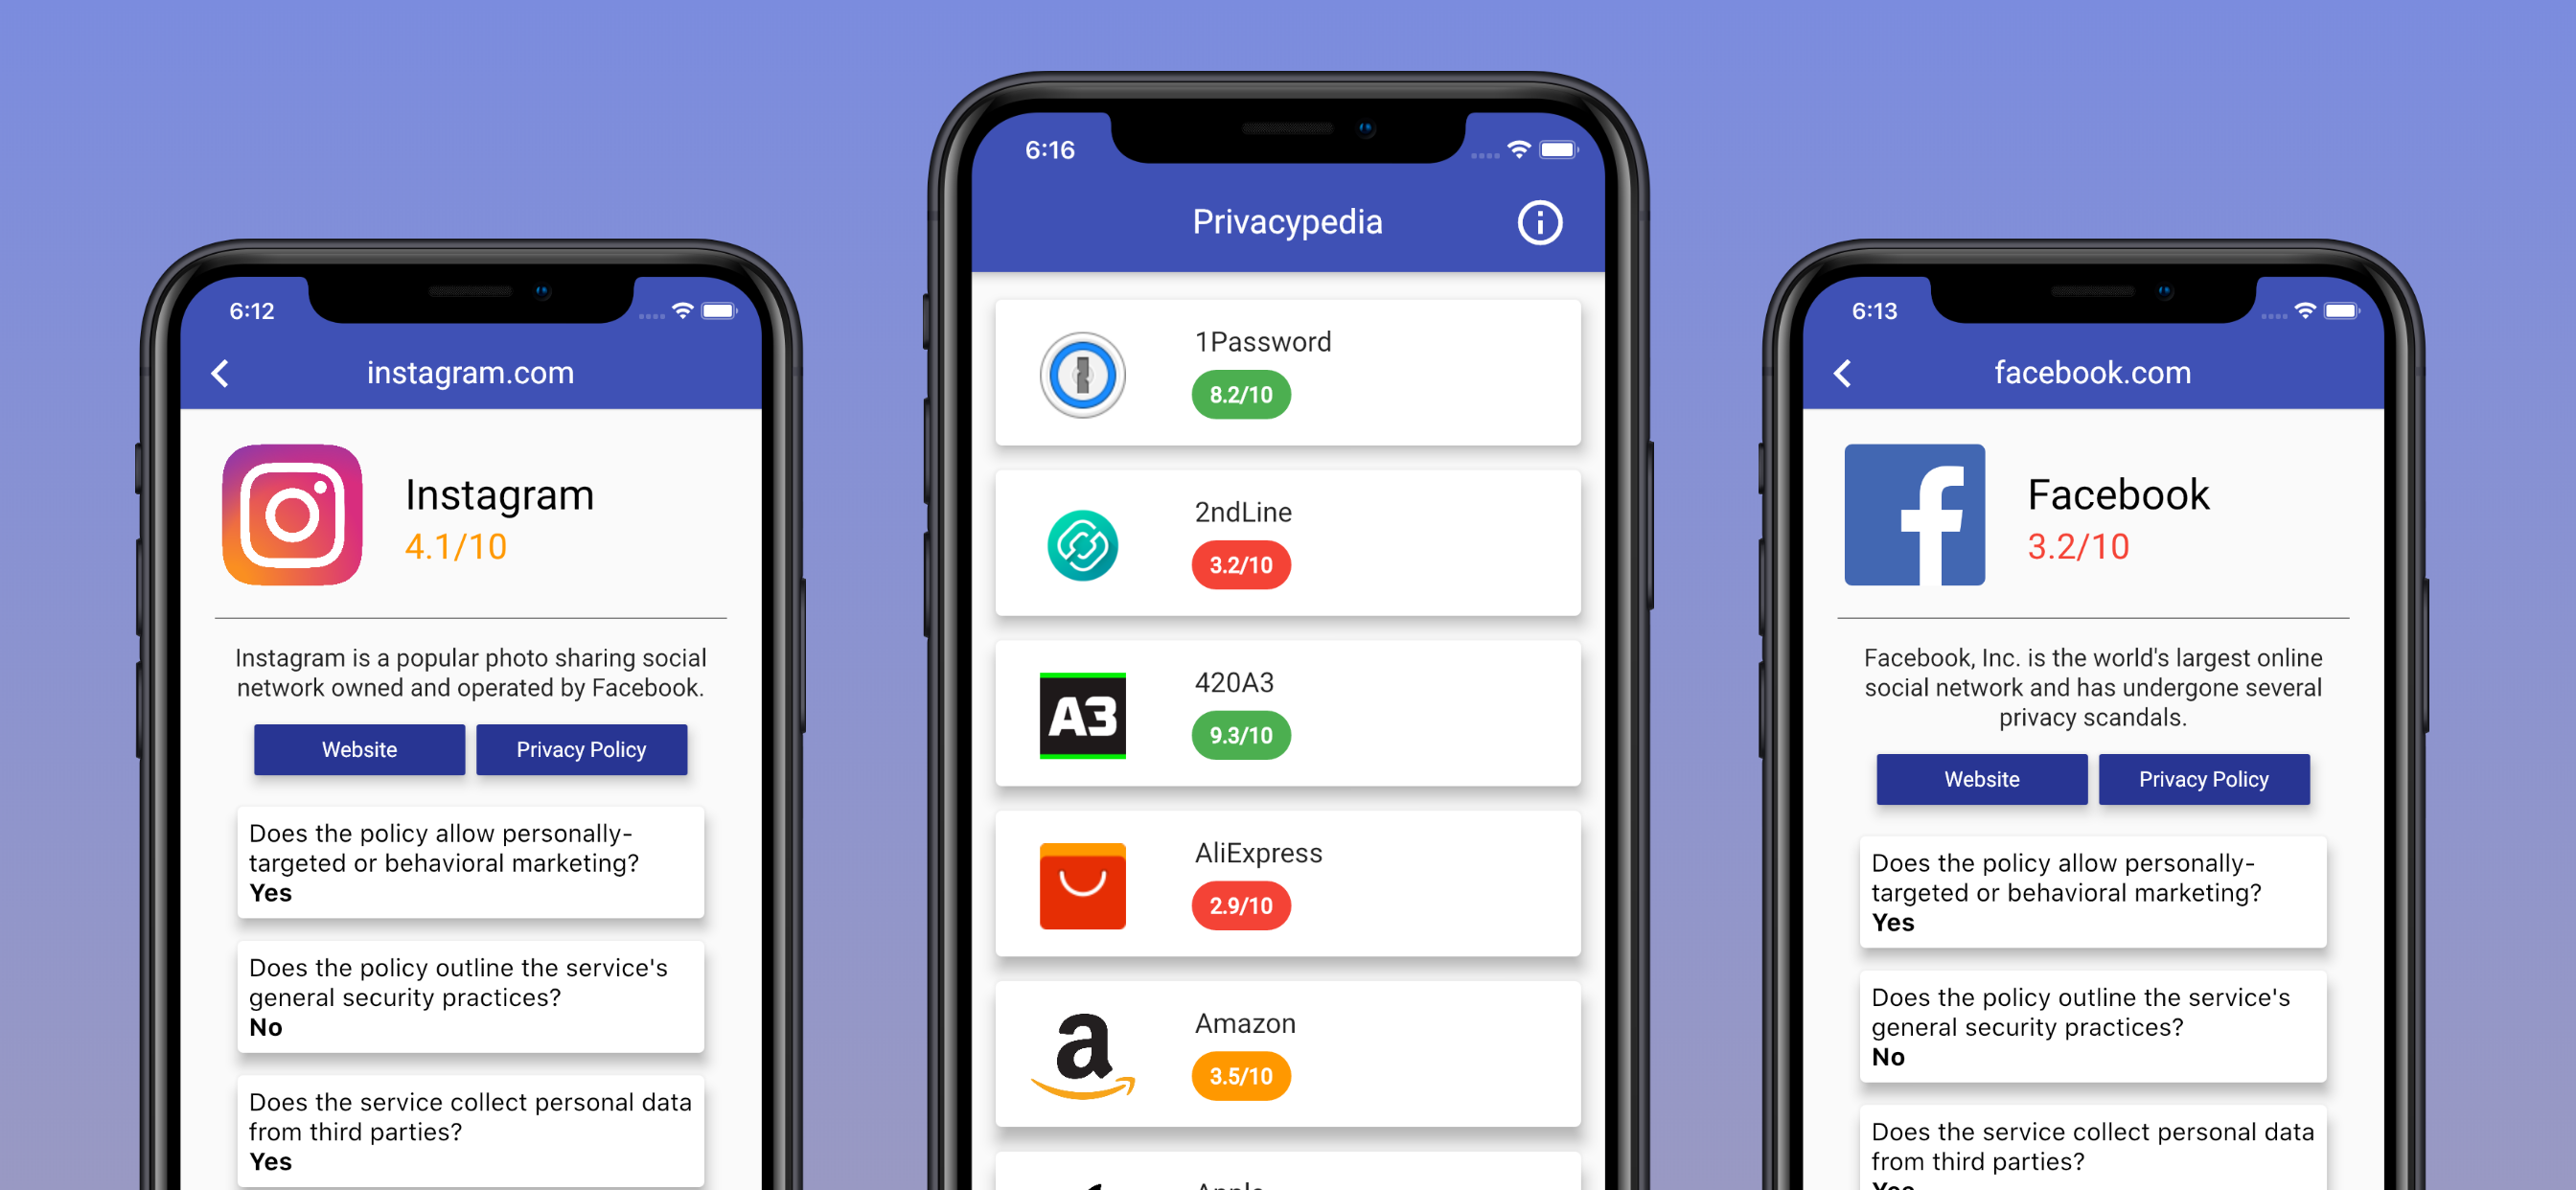 6:12
instagram.com
Instagram
4.1/10
Instagram is a popular photo sharing social
network owned and operated by Facebook.
Website
Privacy Policy
Does the policy allow personally-
targeted or behavioral marketing?
Yes
Does the policy outline the service's
general security practices?
No
Does the service collect personal data
from third parties?
Yes
6:16
Privacypedia
1Password
8.2/10
2ndLine
3.2/10
A3
420A3
9.3/10
AliExpress
2.9/10
a
Amazon
3.5/10
Apple
6:13
facebook.com
f
Facebook
3.2/10
Facebook, Inc. is the world's largest online
social network and has undergone several
privacy scandals.
Website
Privacy Policy
Does the policy allow personally-
targeted or behavioral marketing?
Yes
Does the policy outline the service's
general security practices?
No
Does the service collect personal data
from third parties?
Yes